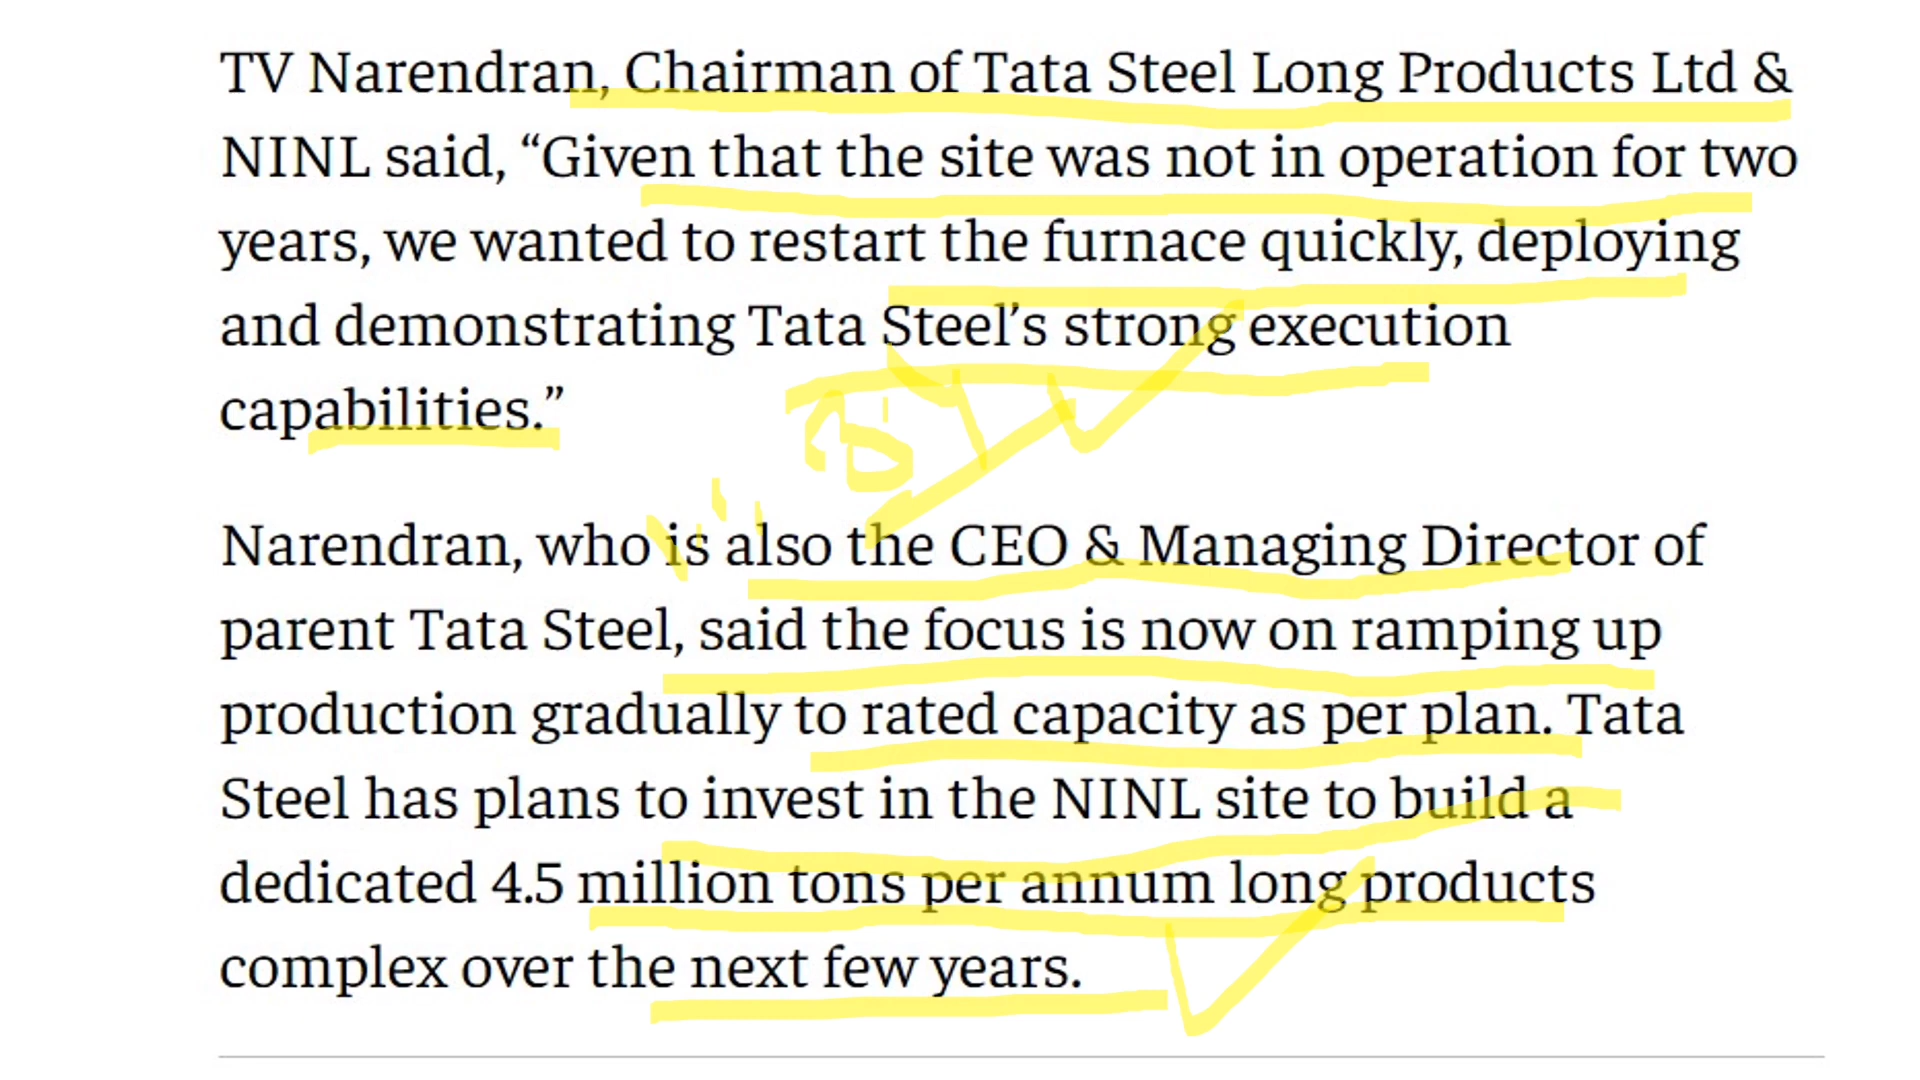 TV Narendran, Chairman of Tata Steel Long Products Ltd &
NINL said, “Given that the site was not in operation for two
years, we wanted to restart the furnace quickly, deploying
and demonstrating Tata Steel’s strong execution
capabilities.”
Narendran, who is also the CEO & Managing Director of
parent Tata Steel, said the focus is now on ramping up
production gradually to rated capacity as per plan. Tata
Steel has plans to invest in the NINL site to build a
dedicated 4.5 million tons per annum long products
complex over the next few years.